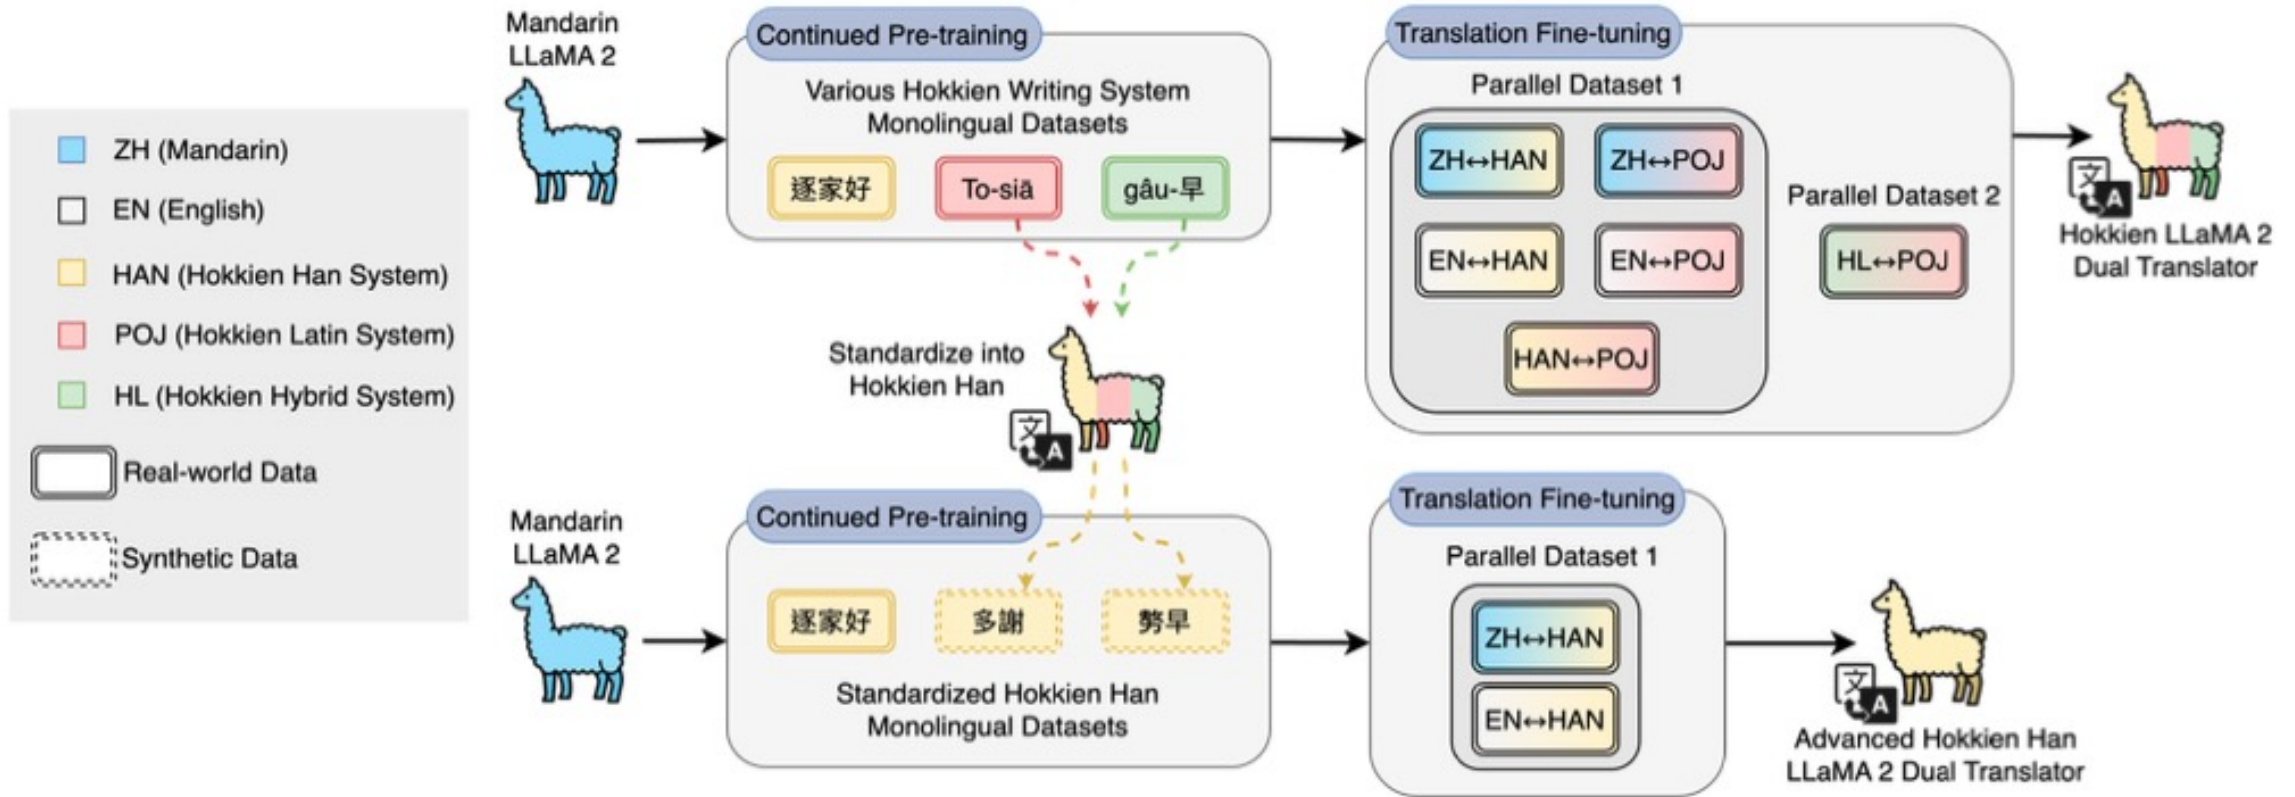 ZH (Mandarin)
EN (English)
HAN (Hokkien Han System)
POJ (Hokkien Latin System)
HL (Hokkien Hybrid System)
Real-world Data
Synthetic Data
Mandarin
LLaMA 2
Continued Pre-training
Various Hokkien Writing System
Monolingual Datasets
逐家好
To-siā
gâu-早
Translation Fine-tuning
Parallel Dataset 1
ZH↔HAN
ZH↔POJ
EN↔HAN
EN↔POJ
HAN↔POJ
Parallel Dataset 2
HL↔POJ
文
A
Hokkien LLaMA 2
Dual Translator
Standardize into
Hokkien Han
文
A
Mandarin
LLaMA 2
Continued Pre-training
逐家好
多謝
勢早
Standardized Hokkien Han
Monolingual Datasets
Translation Fine-tuning
Parallel Dataset 1
ZH↔HAN
EN↔HAN
文
A
Advanced Hokkien Han
LLaMA 2 Dual Translator